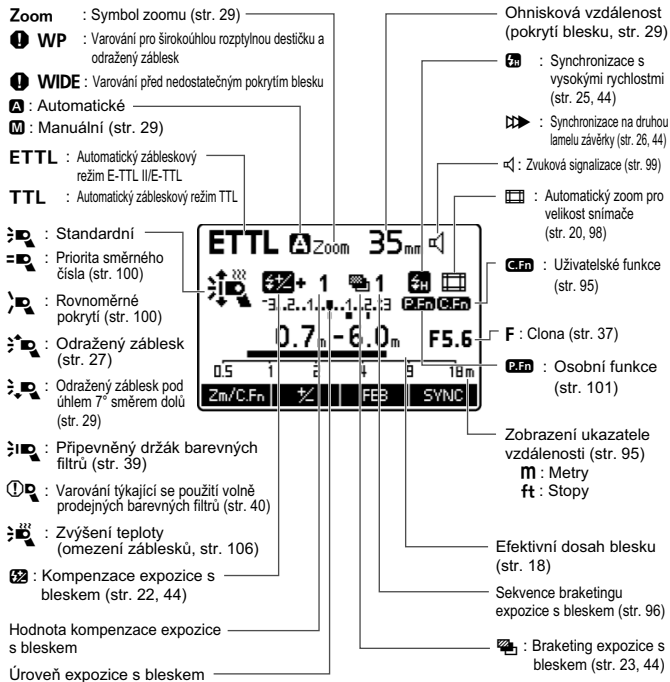 Zoom : Symbol zoomu (str. 29)
WP : Varování pro širokoúhlou rozptylnou destičku a
odražený záblesk
WIDE : Varování před nedostatečným pokrytím blesku
A : Automatické
M : Manuální (str. 29)
ETTL : Automatický zábleskový
režim E-TTL II/E-TTL
TTL : Automatický zábleskový režim TTL
: Standardní
: Priorita směrného
čísla (str. 100)
: Rovnoměrné
pokrytí (str. 100)
: Odražený záblesk
(str. 27)
: Odražený záblesk pod
úhlem 7° směrem dolů
(str. 29)
: Připevněný držák barevných
filtrů (str. 39)
: Varování týkající se použití volně
prodejných barevných filtrů (str. 40)
: Zvýšení teploty
(omezení záblesků, str. 106)
: Kompenzace expozice s
bleskem (str. 22, 44)
Hodnota kompenzace expozice
s bleskem
Úroveň expozice s bleskem
ETTL A Zoom 35mm
+ 1 1 H
-3..2..1..■..1..2.+3 P.Fn C.Fn
0.7m-6.0m F5.6
0.5 1 2 4 9 18m
Zm/C.Fn +/- FEB SYNC
Ohnisková vzdálenost
(pokrytí blesku, str. 29)
H : Synchronizace s
vysokými rychlostmi
(str. 25, 44)
: Synchronizace na druhou
lamelu závěrky (str. 26, 44)
: Zvuková signalizace (str. 99)
: Automatický zoom pro
velikost snímače
(str. 20, 98)
C.Fn : Uživatelské funkce
(str. 95)
F : Clona (str. 37)
P.Fn : Osobní funkce
(str. 101)
Zobrazení ukazatele
vzdálenosti (str. 95)
m : Metry
ft : Stopy
Efektivní dosah blesku
(str. 18)
Sekvence braketingu
expozice s bleskem (str. 96)
: Braketing expozice s
bleskem (str. 23, 44)